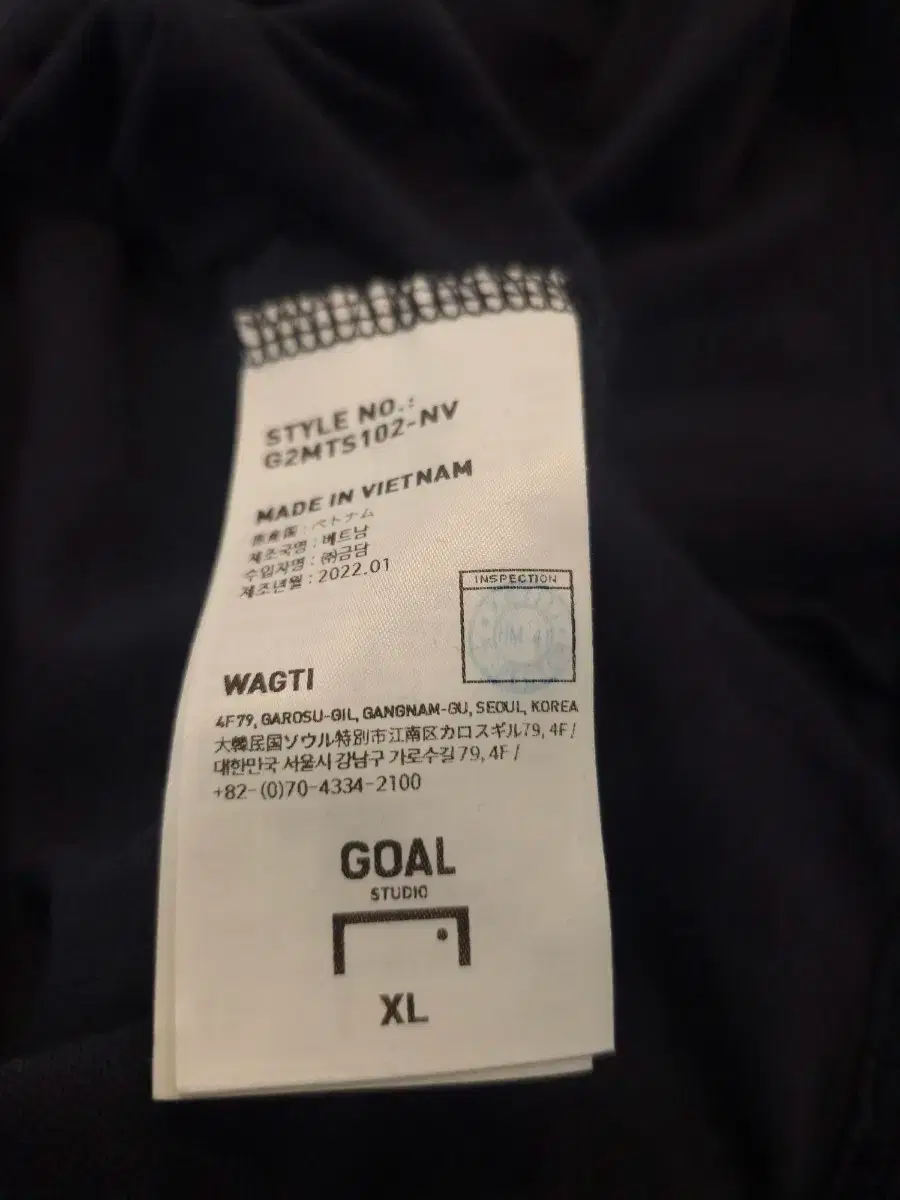 STYLE NO.:
G2MTS102-NV
MADE IN VIETNAM
原産国 : ベトナム
제조국명 : 베트남
수입자명 : ㈜금담
제조년월 : 2022.01
INSPECTION
WAGTI
4F 79, GAROSU-GIL, GANGNAM-GU, SEOUL, KOREA
大韓民国ソウル特別市江南区カロスギル79, 4F /
대한민국 서울시 강남구 가로수길 79, 4F /
+82-(0)70-4334-2100
GOAL
STUDIO
XL